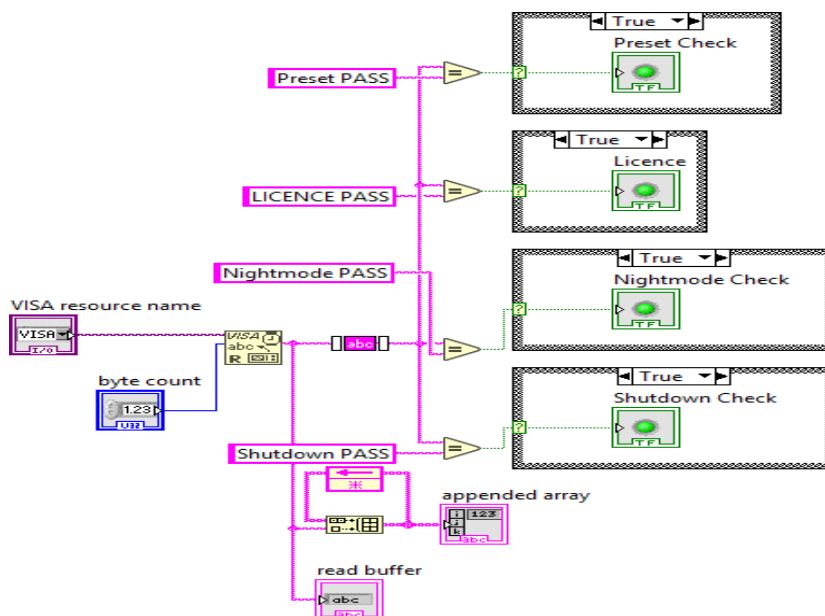 True
Preset Check
TF
Preset PASS
=
?
True
Licence
TF
LICENCE PASS
=
?
True
Nightmode Check
TF
Nightmode PASS
=
?
VISA resource name
VISA
I/O
VISA
abc
R
abc
byte count
1.23
U32
True
Shutdown Check
TF
Shutdown PASS
=
?
appended array
i
j
k
123
abc
read buffer
abc
abc